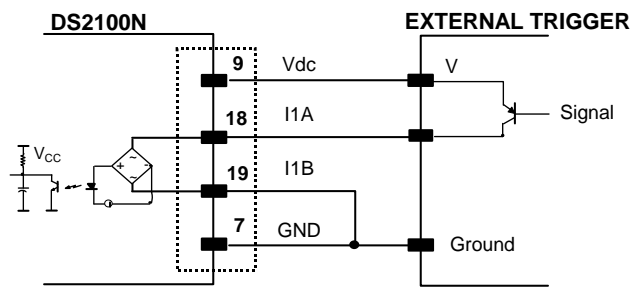 DS2100N EXTERNAL TRIGGER
9 Vdc V
18 I1A Signal
VCC
+ ~ ~ -
19 I1B
7 GND Ground